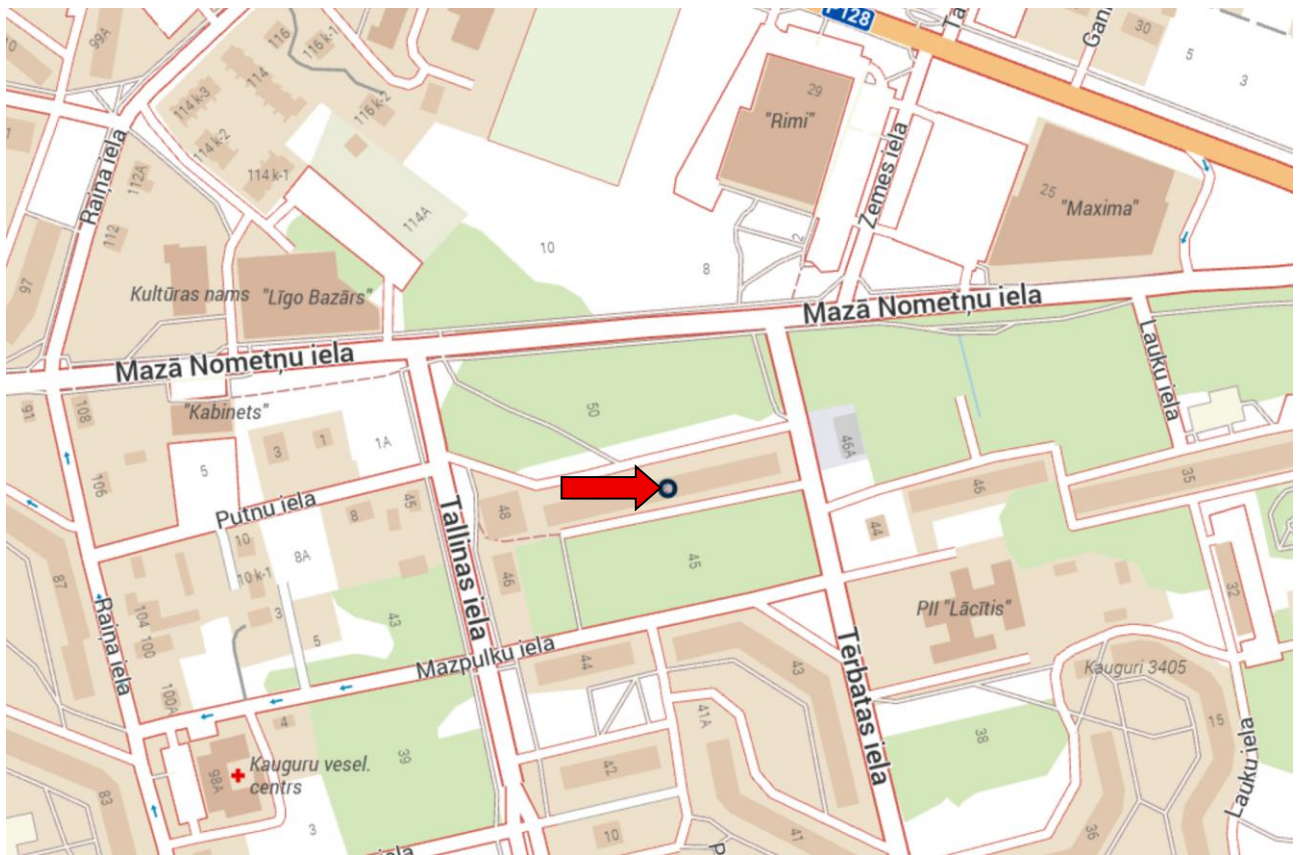 P128
30
5
3
10
99A
116
116 k-1
114
116 k-2
114 k-3
114 k-2
114 k-1
29
"Rimi"
Zemes iela
25
"Maxima"
Raiņa iela
112A
112
114A
10
8
2
97
Kultūras nams
"Līgo Bazārs"
Mazā Nometņu iela
Mazā Nometņu iela
Lauku iela
91
108
"Kabinets"
3
1
1A
50
46A
106
5
Putnu iela
8
45
48
46
35
Tallinas iela
44
10
8A
10 k-1
46
45
87
104
100
3
5
43
Raiņa iela
PII "Lācītis"
32
Mazpulku iela
44
43
Tērbatas iela
Kauguri 3405
100A
4
41A
15
38
39
98A
Kauguru vesel.
centrs
42
Lauku iela
83
3
10
41
36